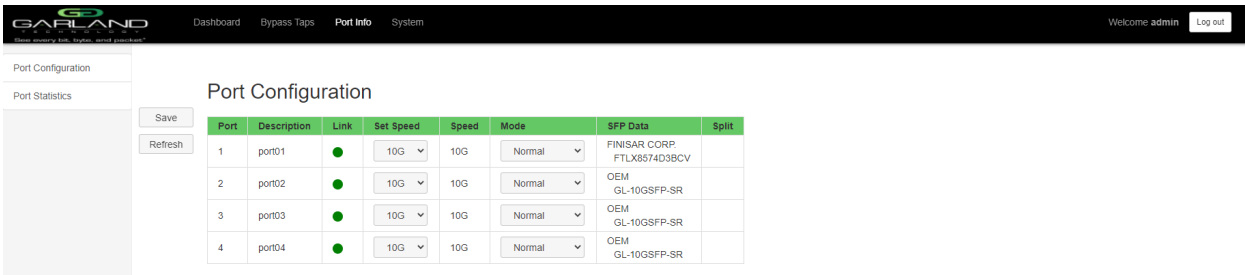 GARLAND
TECHNOLOGY
See every bit, byte, and packet®
Dashboard Bypass Taps Port Info System
Welcome admin Log out
Port Configuration
Port Statistics
Port Configuration
Save
Refresh
Port Description Link Set Speed Speed Mode SFP Data Split
1 port01 10G 10G Normal FINISAR CORP.
FTLX8574D3BCV
2 port02 10G 10G Normal OEM
GL-10GSFP-SR
3 port03 10G 10G Normal OEM
GL-10GSFP-SR
4 port04 10G 10G Normal OEM
GL-10GSFP-SR